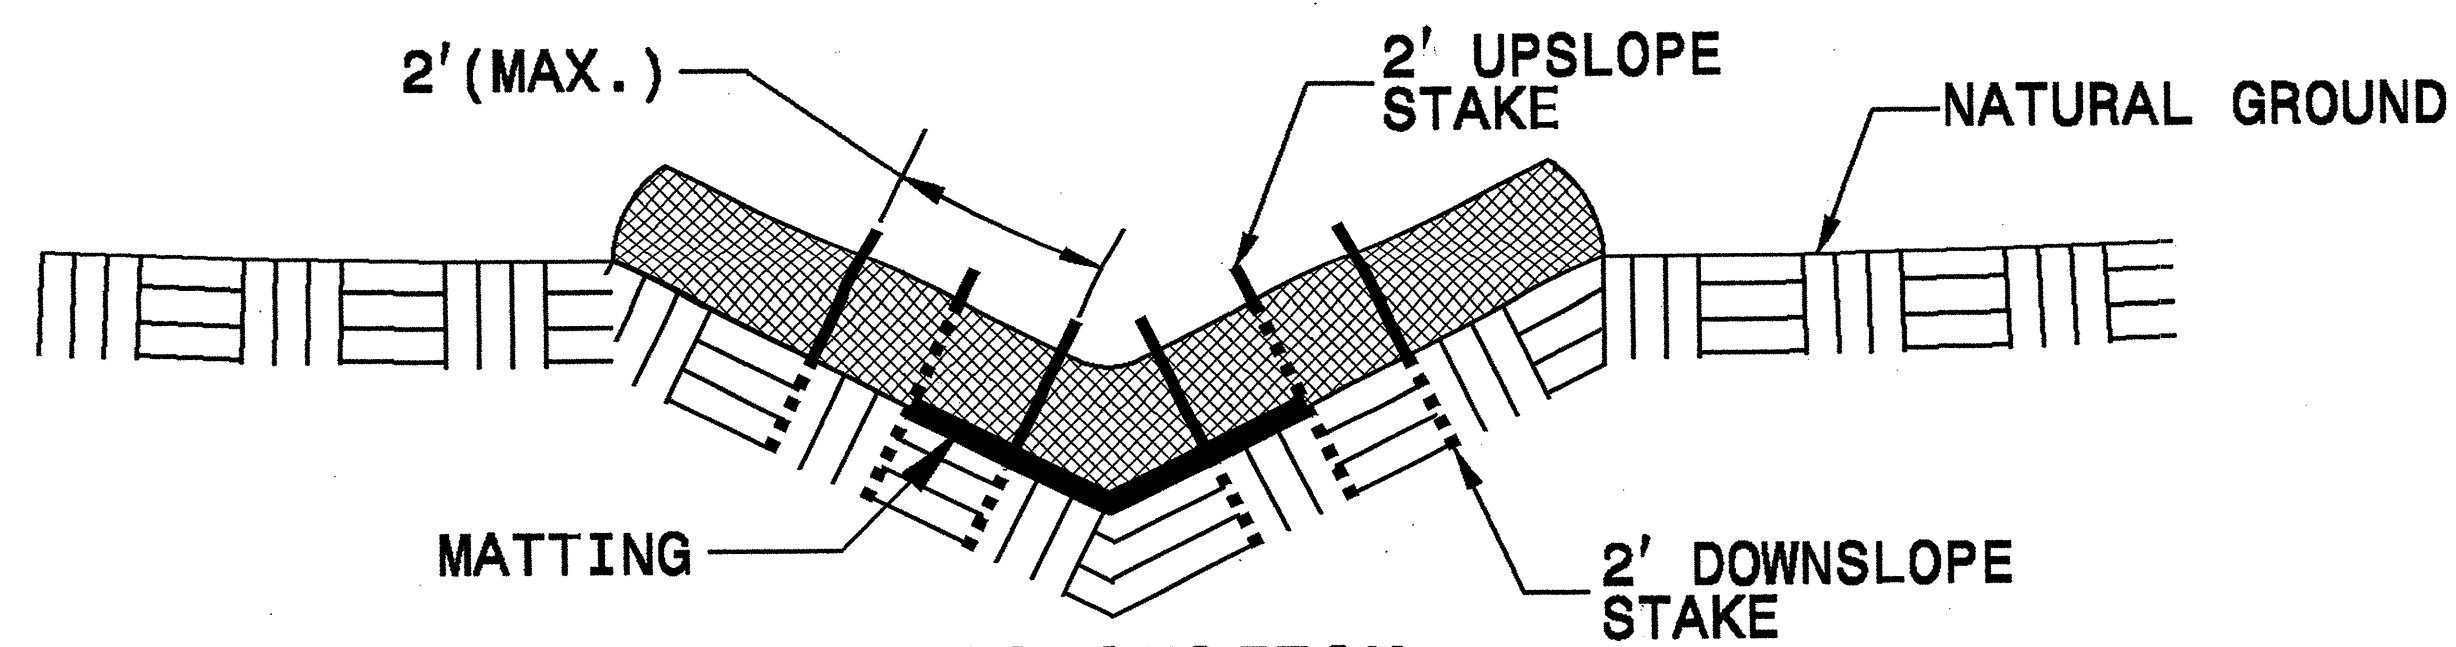 2'(MAX.)
2' UPSLOPE
STAKE
NATURAL GROUND
MATTING
2' DOWNSLOPE
STAKE